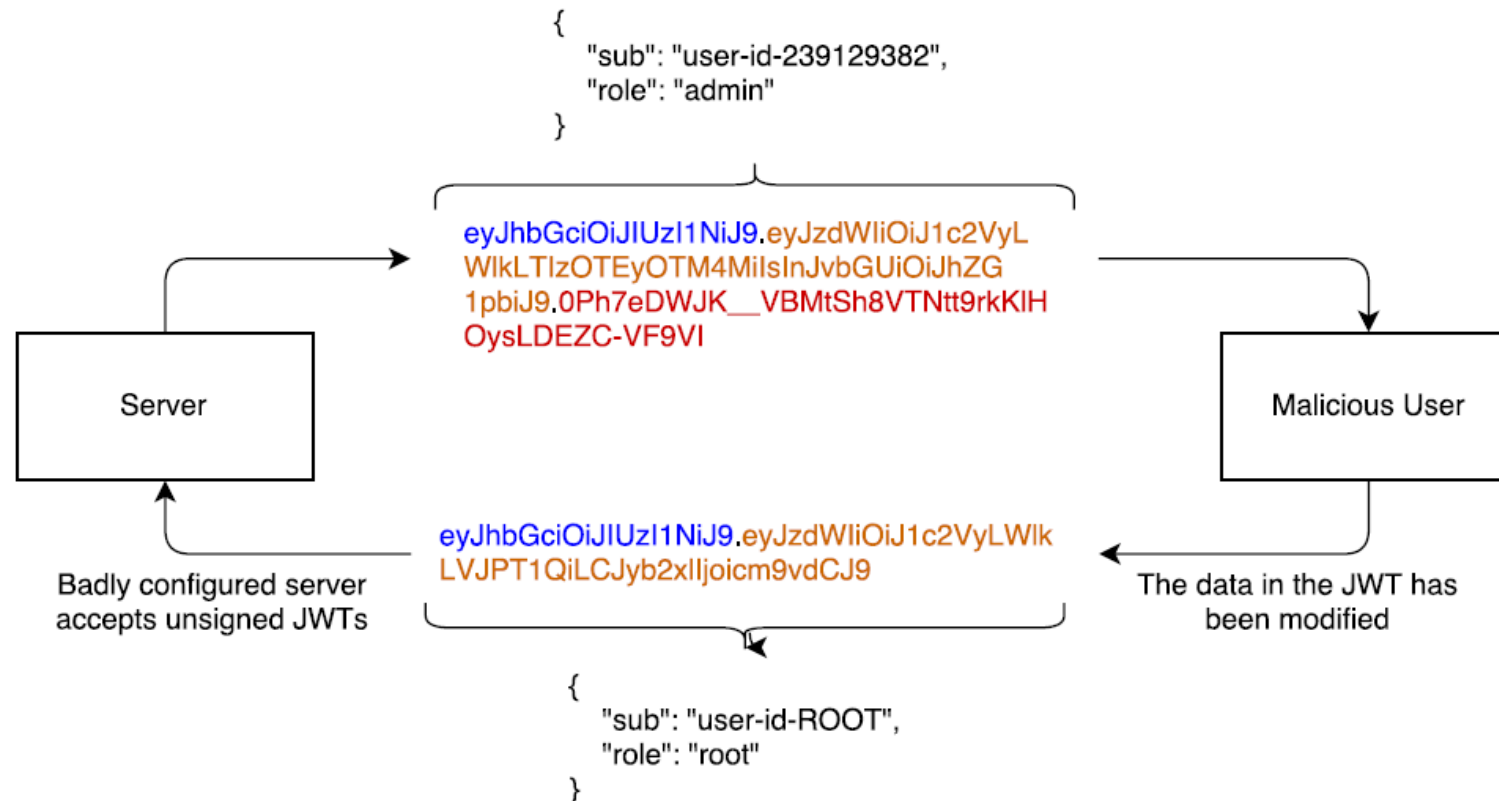 {
"sub": "user-id-239129382",
"role": "admin"
}
eyJhbGciOiJIUzI1NiJ9.eyJzdWIiOiJ1c2VyL
WlkLTIzOTEyOTM4MiIsInJvbGUiOiJhZG
1pbiJ9.0Ph7eDWJK__VBMtSh8VTNtt9rkKlH
OysLDEZC-VF9VI
Server
Malicious User
eyJhbGciOiJIUzI1NiJ9.eyJzdWIiOiJ1c2VyLWlk
LVJPT1QiLCJyb2xlIjoicm9vdCJ9
Badly configured server
accepts unsigned JWTs
The data in the JWT has
been modified
{
"sub": "user-id-ROOT",
"role": "root"
}